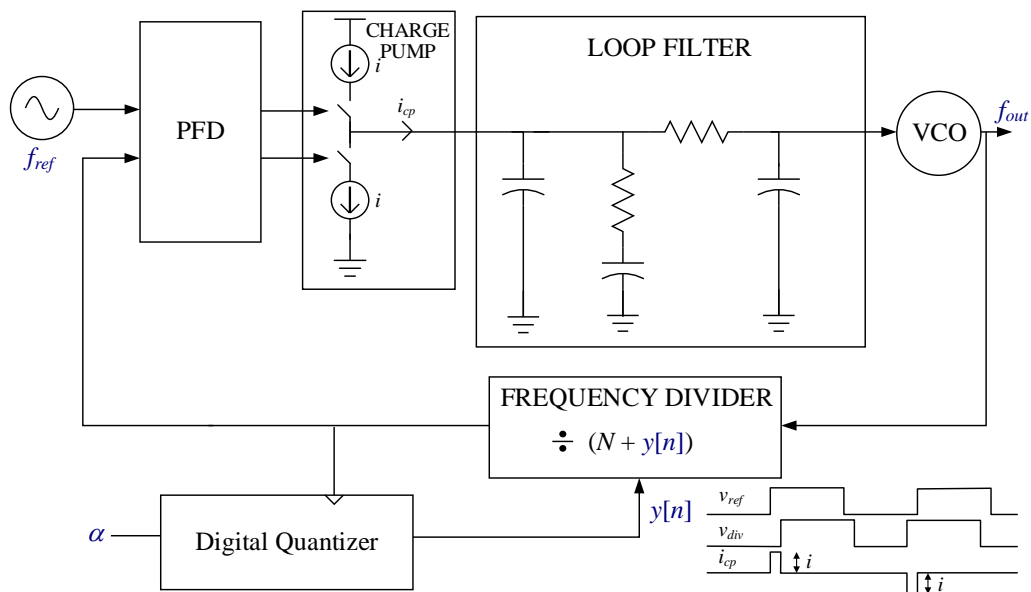 CHARGE
PUMP
LOOP FILTER
i
i_cp
PFD
VCO
f_out
f_ref
i
FREQUENCY DIVIDER
÷ (N + y[n])
α
Digital Quantizer
y[n]
v_ref
v_div
i_cp
i
i